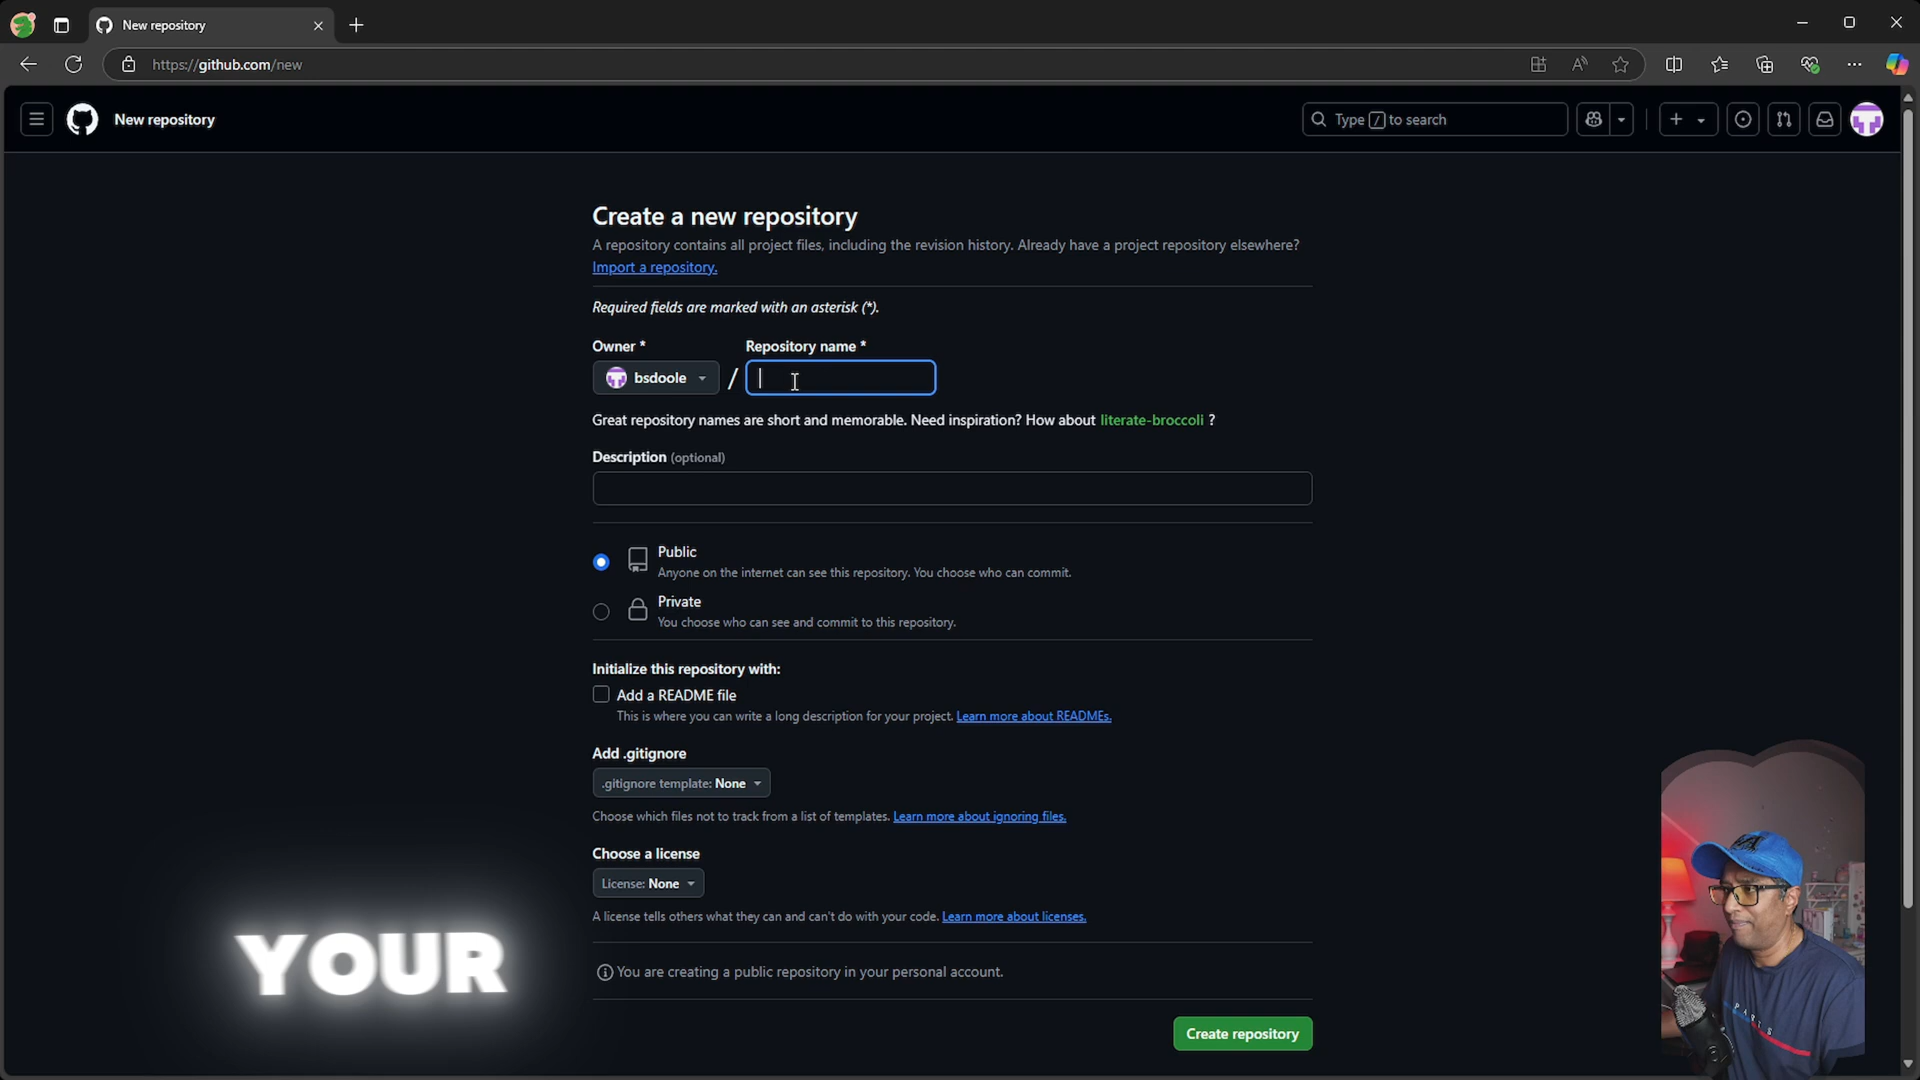 New repository
https://github.com/new
New repository
Type / to search
Create a new repository
A repository contains all project files, including the revision history. Already have a project repository elsewhere?
Import a repository.
Required fields are marked with an asterisk (*).
Owner * Repository name *
bsdoole /
Great repository names are short and memorable. Need inspiration? How about literate-broccoli ?
Description (optional)
Public
Anyone on the internet can see this repository. You choose who can commit.
Private
You choose who can see and commit to this repository.
Initialize this repository with:
Add a README file
This is where you can write a long description for your project. Learn more about READMEs.
Add .gitignore
.gitignore template: None
Choose which files not to track from a list of templates. Learn more about ignoring files.
Choose a license
License: None
A license tells others what they can and can't do with your code. Learn more about licenses.
You are creating a public repository in your personal account.
Create repository
YOUR
PARIS